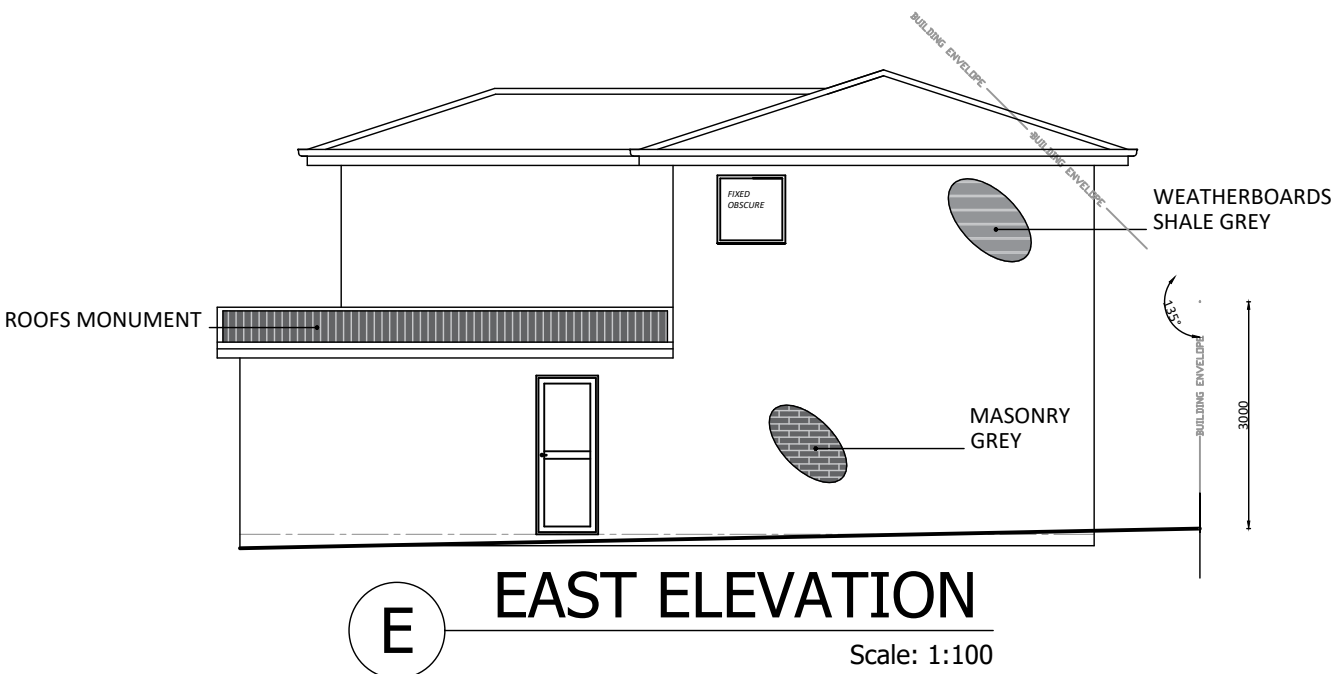 BUILDING ENVELOPE
BUILDING ENVELOPE
FIXED
OBSCURE
WEATHERBOARDS
SHALE GREY
ROOFS MONUMENT
135°
BUILDING ENVELOPE
3000
MASONRY
GREY
E
EAST ELEVATION
Scale: 1:100